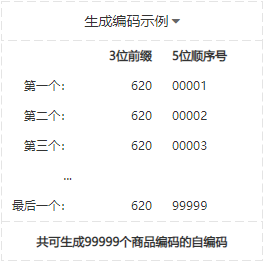 生成编码示例
3位前缀 5位顺序号
第一个： 620 00001
第二个： 620 00002
第三个： 620 00003
...
最后一个： 620 99999
共可生成99999个商品编码的自编码